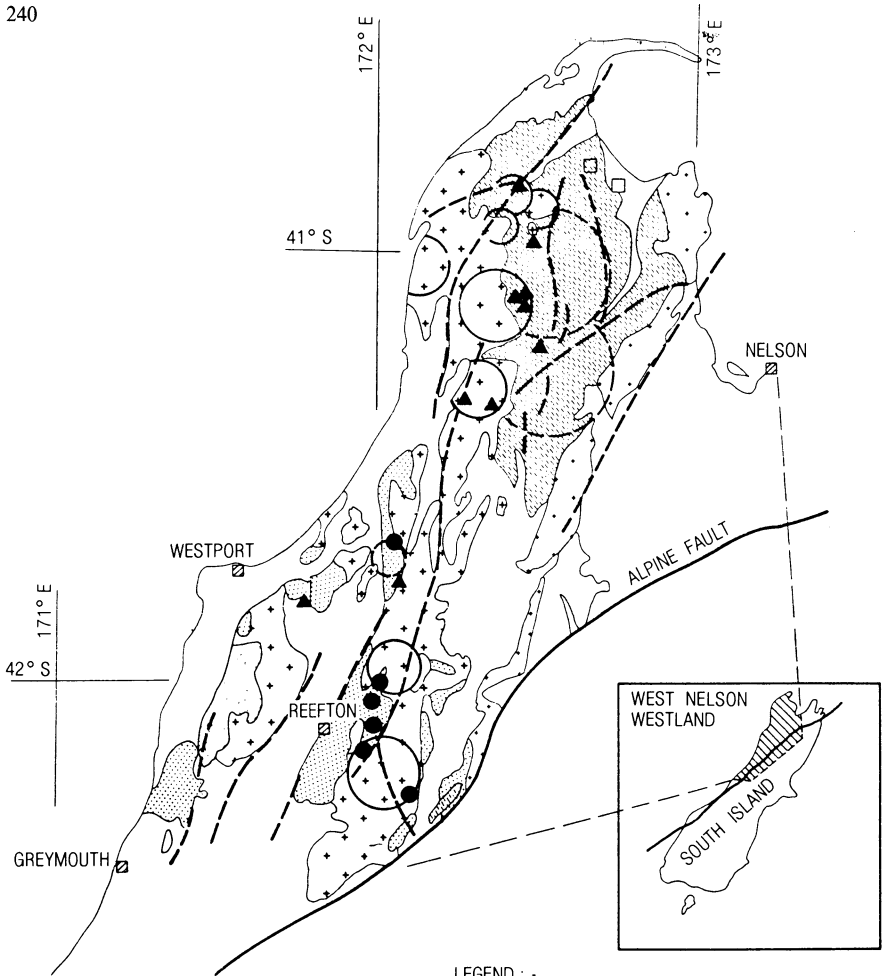 240
172° E
173° E
41° S
NELSON
WESTPORT
ALPINE FAULT
171° E
42° S
REEFTON
WEST NELSON
WESTLAND
SOUTH ISLAND
GREYMOUTH
LEGEND : -